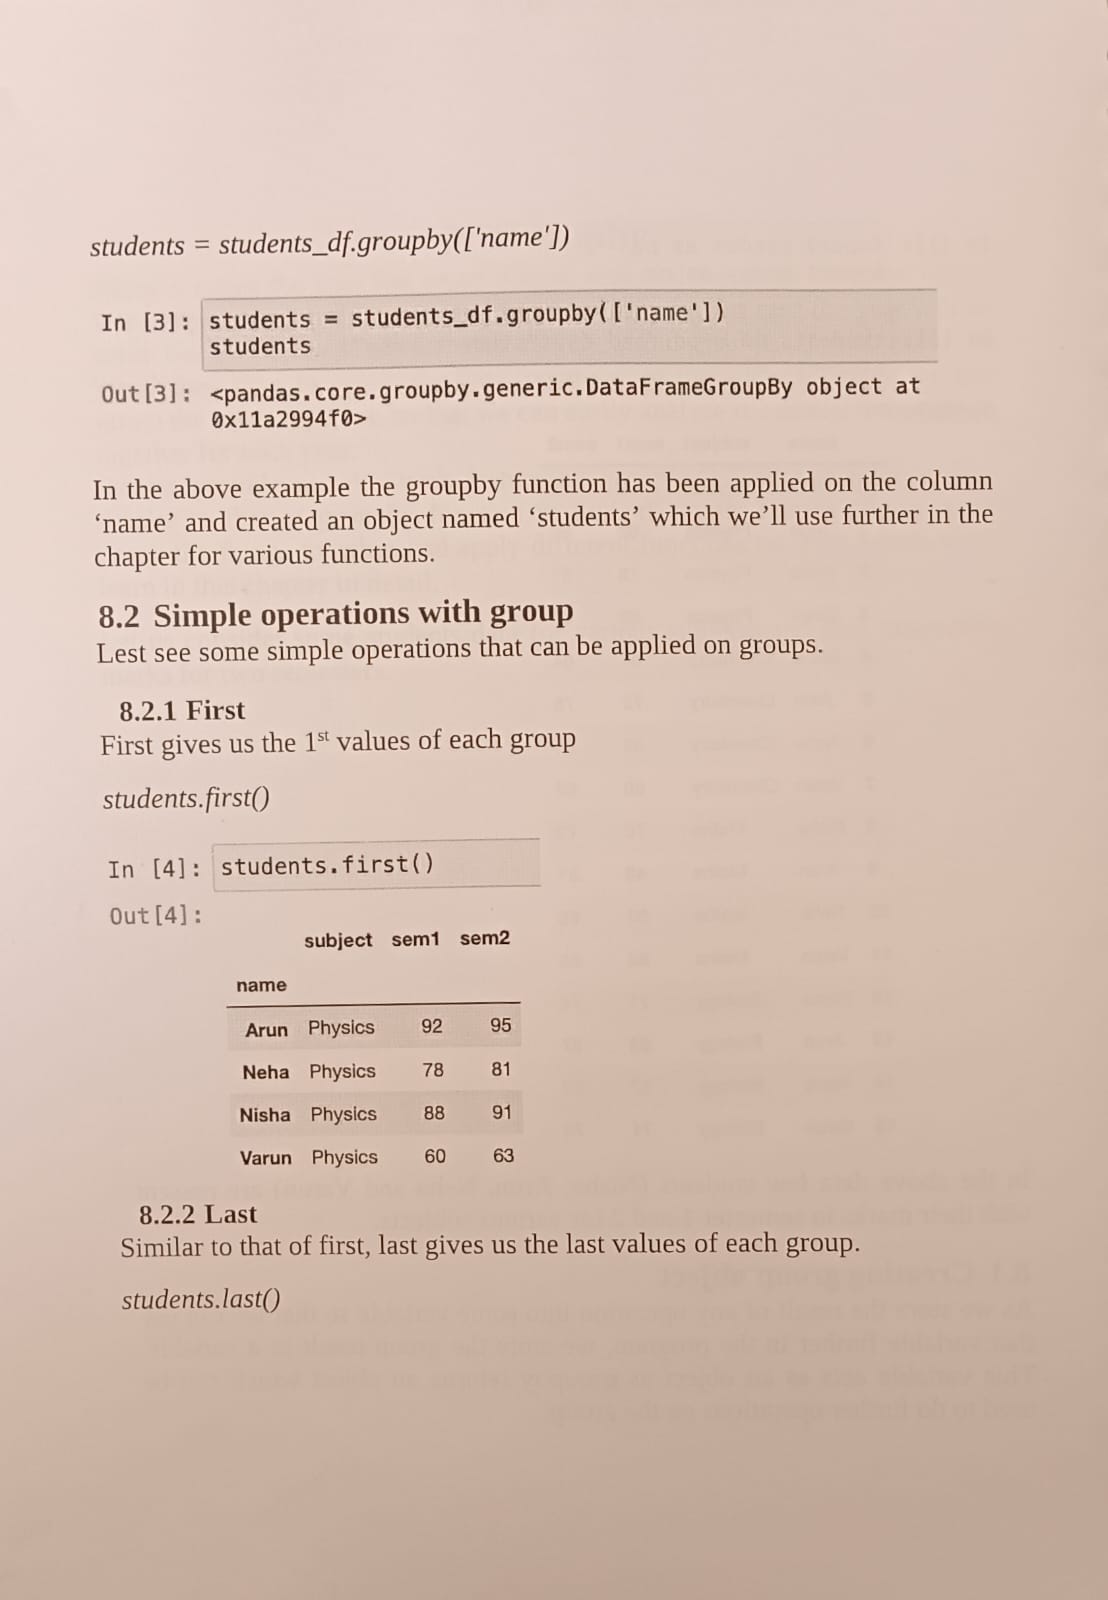 students = students_df.groupby(['name'])
In [3]: students = students_df.groupby(['name'])
students
Out[3]: <pandas.core.groupby.generic.DataFrameGroupBy object at
0x11a2994f0>
In the above example the groupby function has been applied on the column
‘name’ and created an object named ‘students’ which we’ll use further in the
chapter for various functions.
8.2 Simple operations with group
Lest see some simple operations that can be applied on groups.
8.2.1 First
First gives us the 1st values of each group
students.first()
In [4]: students.first()
Out[4]:
subject sem1 sem2
name
Arun Physics 92 95
Neha Physics 78 81
Nisha Physics 88 91
Varun Physics 60 63
8.2.2 Last
Similar to that of first, last gives us the last values of each group.
students.last()